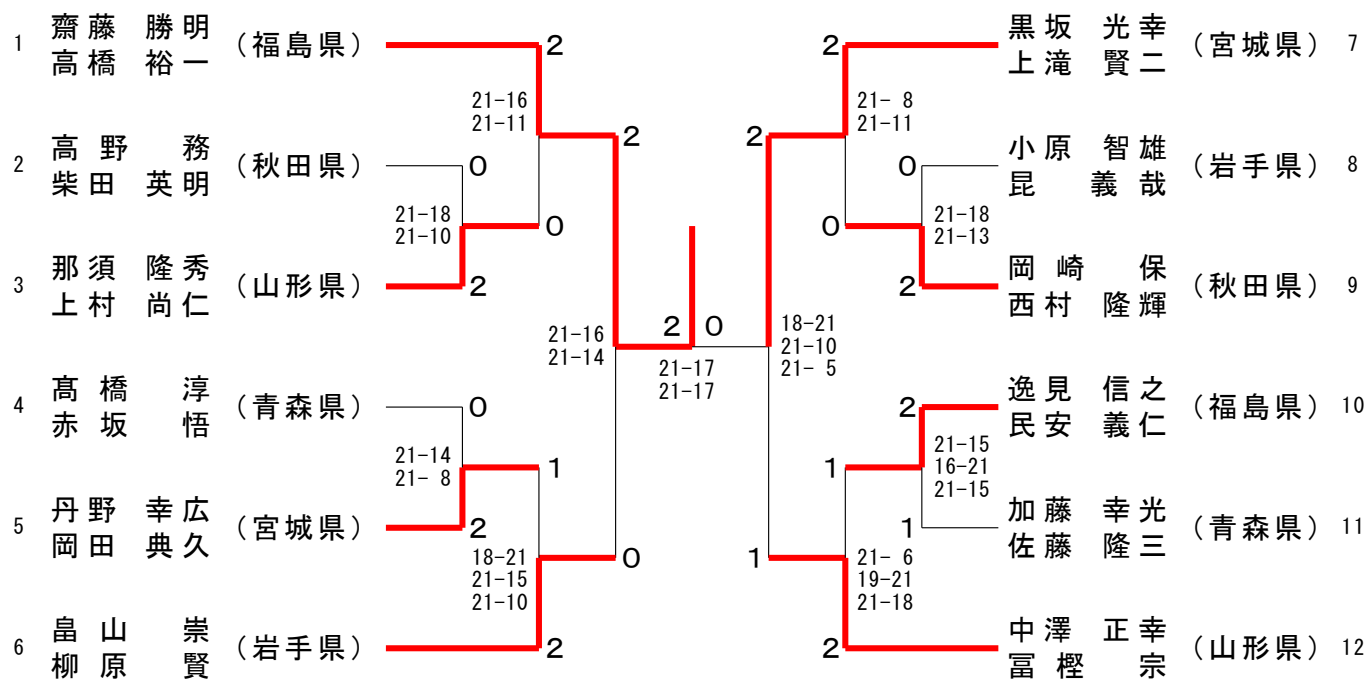 1 齋藤 勝明 (福島県)
高橋 裕一
2
21-16
21-11
2
2 高野 務 (秋田県)
柴田 英明
0
21-18
21-10
0
3 那須 隆秀 (山形県)
上村 尚仁
2
21-16
21-14
4 髙橋 淳 (青森県)
赤坂 悟
0
21-14
21- 8
1
5 丹野 幸広 (宮城県)
岡田 典久
2
18-21
21-15
21-10
0
6 畠山 崇 (岩手県)
柳原 賢
2
2 0
21-17
21-17
黒坂 光幸 (宮城県) 7
上滝 賢二
2
21- 8
21-11
2
小原 智雄 (岩手県) 8
昆 義哉
0
21-18
21-13
0
岡崎 保 (秋田県) 9
西村 隆輝
2
18-21
21-10
21- 5
逸見 信之 (福島県) 10
民安 義仁
2
21-15
16-21
21-15
1
加藤 幸光 (青森県) 11
佐藤 隆三
1
21- 6
19-21
21-18
1
中澤 正幸 (山形県) 12
冨樫 宗
2